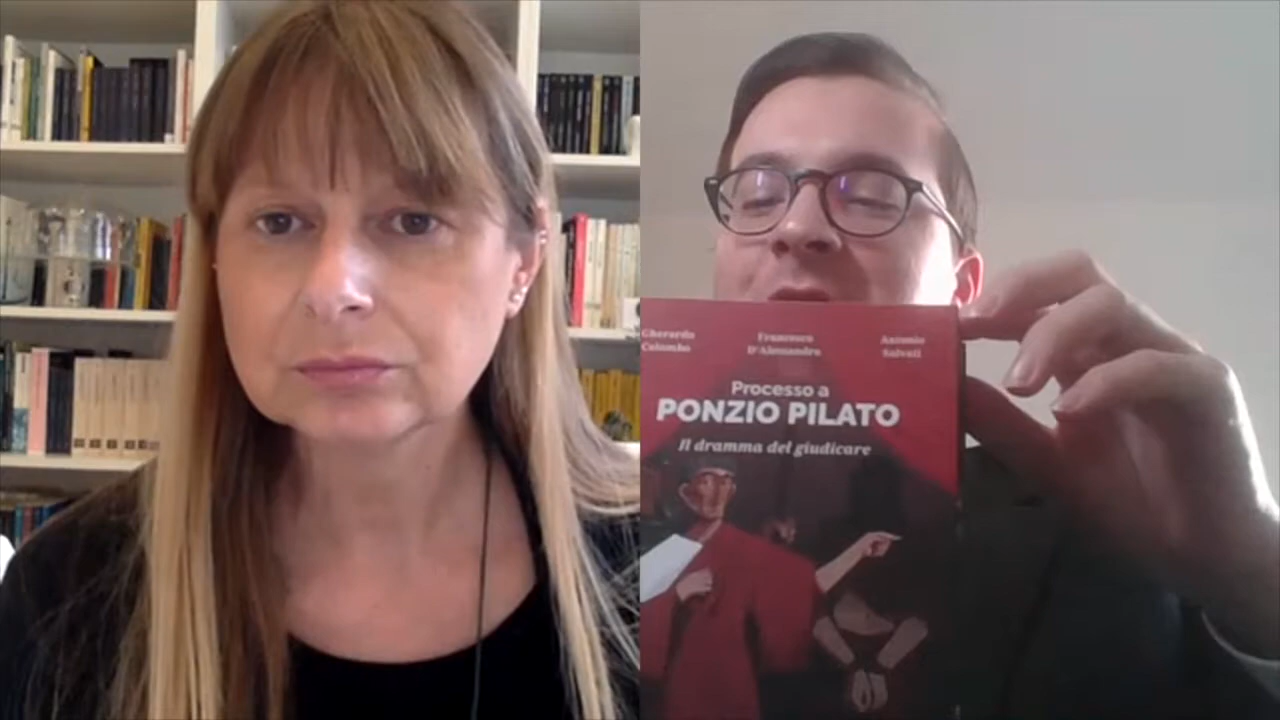 Gherardo Francesco Antonio
Colombo D'Alessandro Salvati
Processo a
PONZIO PILATO
Il dramma del giudicare